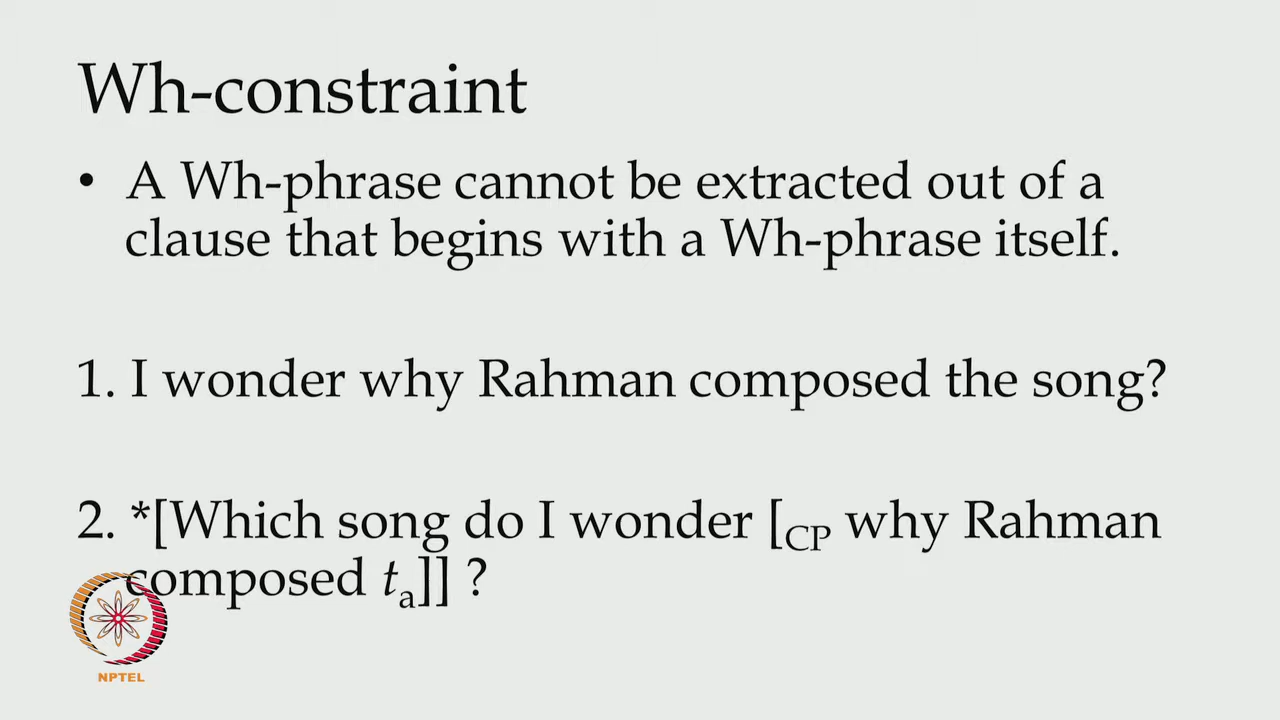 Wh-constraint
• A Wh-phrase cannot be extracted out of a
clause that begins with a Wh-phrase itself.
1. I wonder why Rahman composed the song?
2. *[Which song do I wonder [CP why Rahman
composed ta]] ?
NPTEL